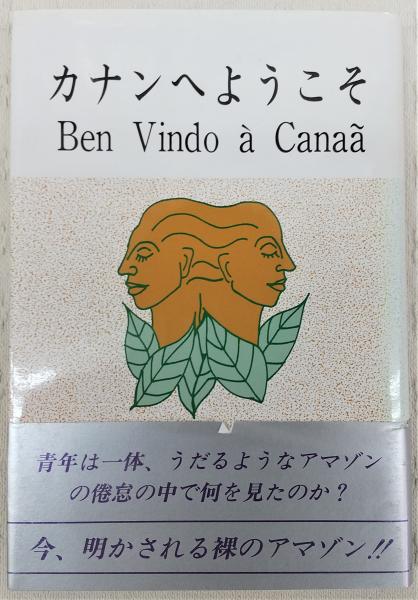 カナンへようこそ
Ben Vindo à Canaã
青年は一体、うだるようなアマゾン
の倦怠の中で何を見たのか？
今、明かされる裸のアマゾン!!